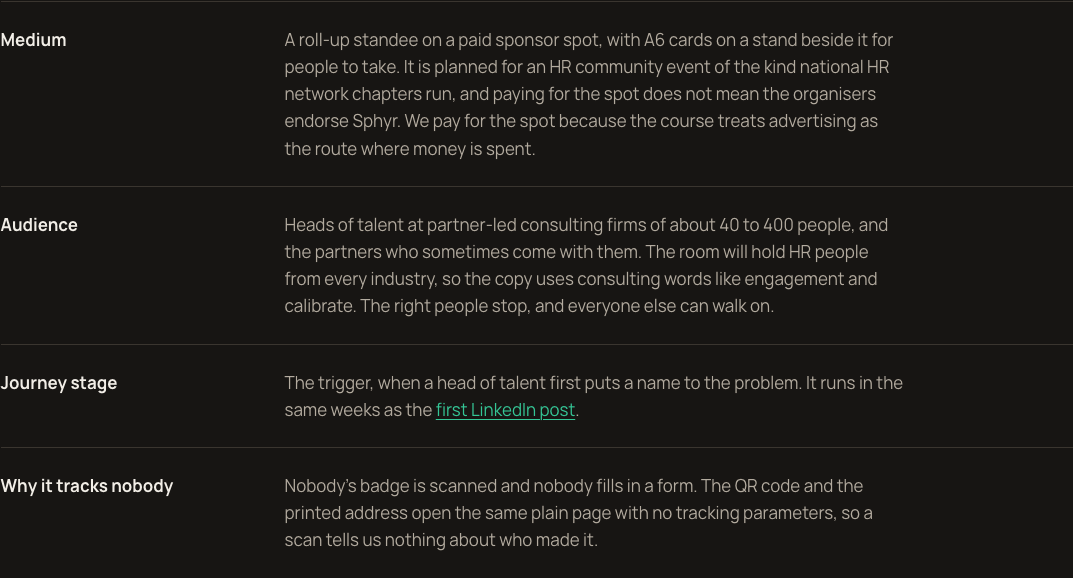 Medium
A roll-up standee on a paid sponsor spot, with A6 cards on a stand beside it for
people to take. It is planned for an HR community event of the kind national HR
network chapters run, and paying for the spot does not mean the organisers
endorse Sphyr. We pay for the spot because the course treats advertising as
the route where money is spent.
Audience
Heads of talent at partner-led consulting firms of about 40 to 400 people, and
the partners who sometimes come with them. The room will hold HR people
from every industry, so the copy uses consulting words like engagement and
calibrate. The right people stop, and everyone else can walk on.
Journey stage
The trigger, when a head of talent first puts a name to the problem. It runs in the
same weeks as the first LinkedIn post.
Why it tracks nobody
Nobody's badge is scanned and nobody fills in a form. The QR code and the
printed address open the same plain page with no tracking parameters, so a
scan tells us nothing about who made it.